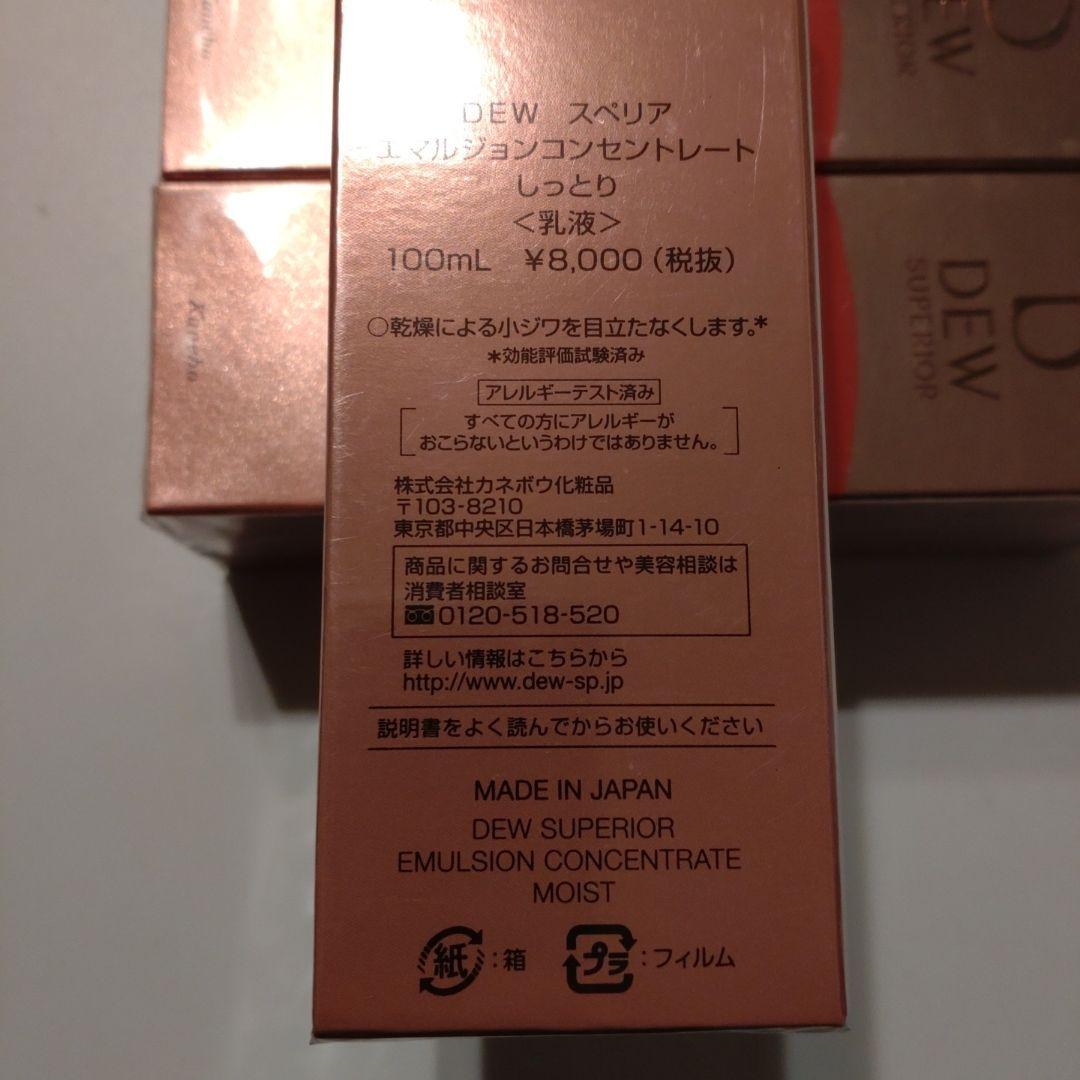 DEW スペリア
エマルジョンコンセントレート
しっとり
<乳液>
100mL ¥8,000(税抜)
○乾燥による小ジワを目立たなくします。*
*効能評価試験済み
アレルギーテスト済み
すべての方にアレルギーが
おこらないというわけではありません。
株式会社カネボウ化粧品
〒103-8210
東京都中央区日本橋茅場町1-14-10
商品に関するお問合せや美容相談は
消費者相談室
0120-518-520
詳しい情報はこちらから
http://www.dew-sp.jp
説明書をよく読んでからお使いください
MADE IN JAPAN
DEW SUPERIOR
EMULSION CONCENTRATE
MOIST
紙:箱
プラ:フィルム
Kanebo
Kanebo
D
DEW
SUPERIOR
D
DEW
SUPERIOR